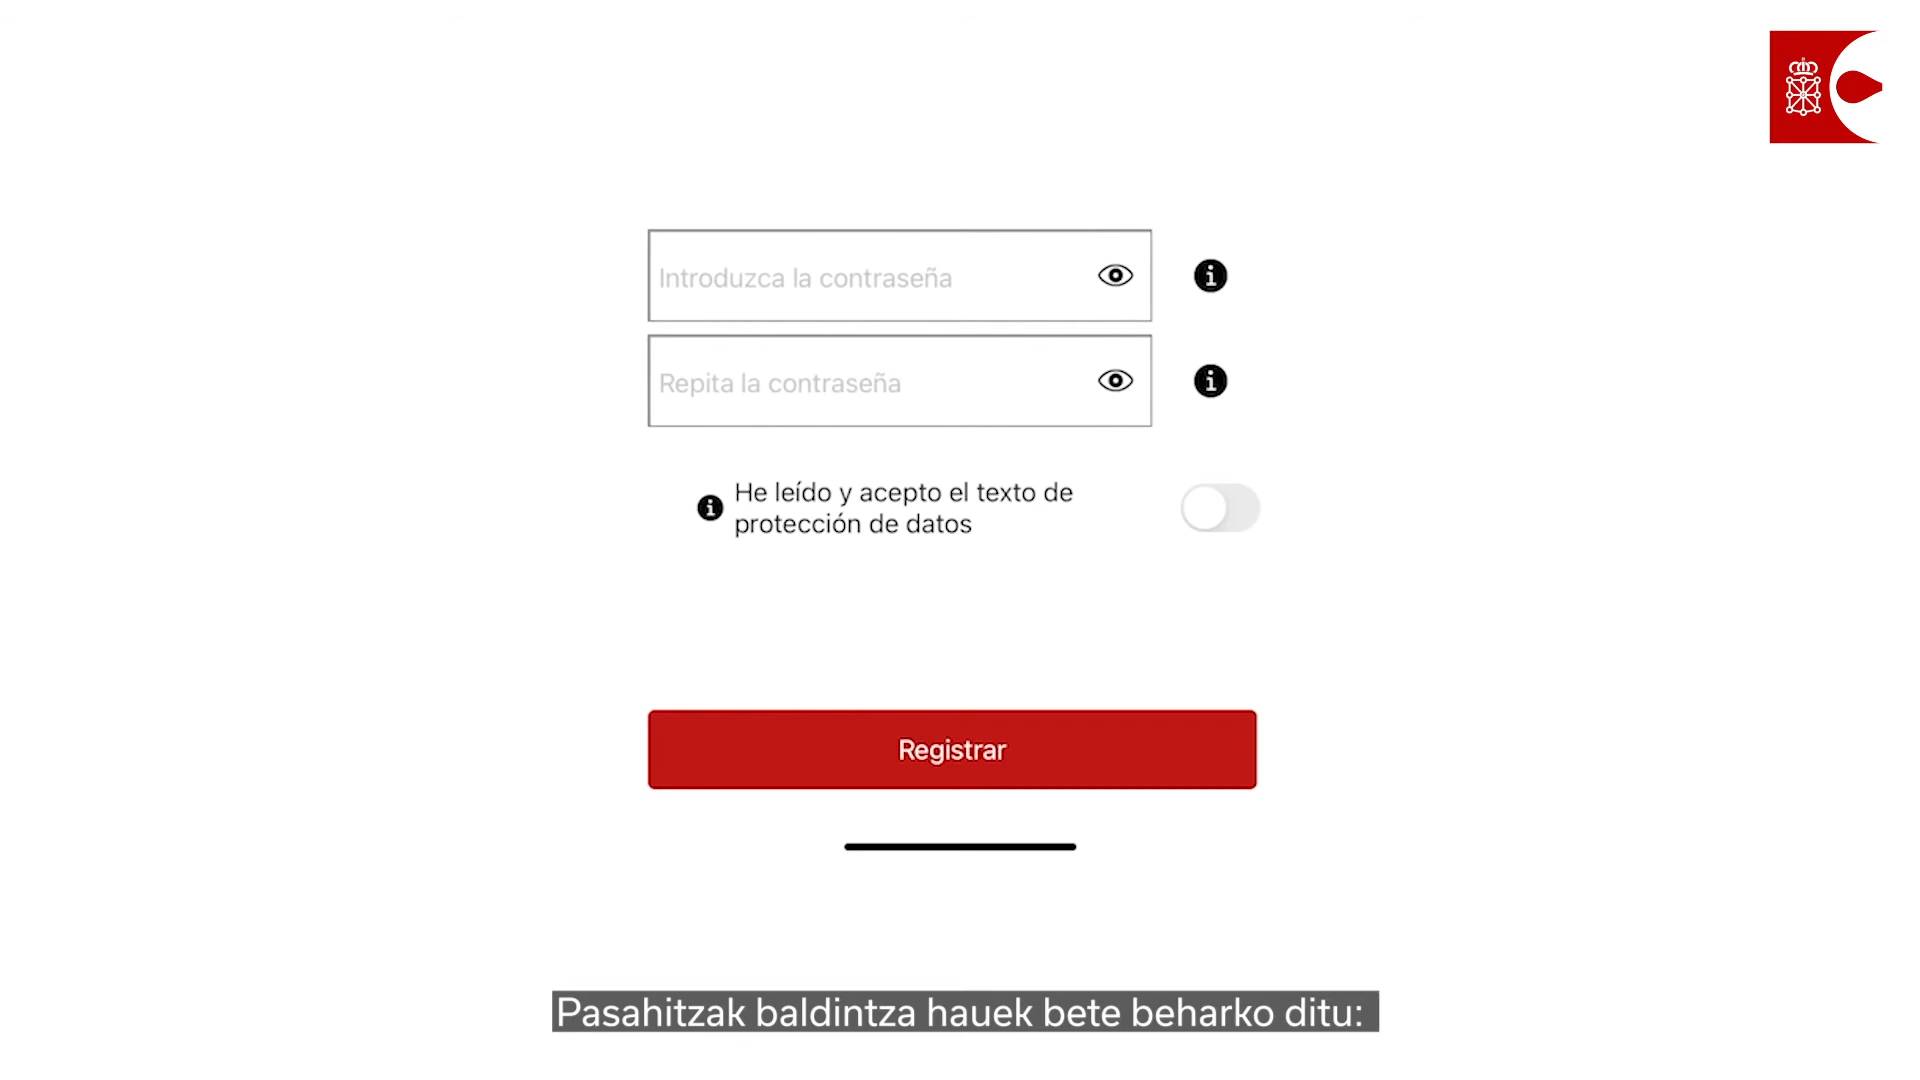 Introduzca la contraseña
Repita la contraseña
He leído y acepto el texto de
protección de datos
Registrar
Pasahitzak baldintza hauek bete beharko ditu: